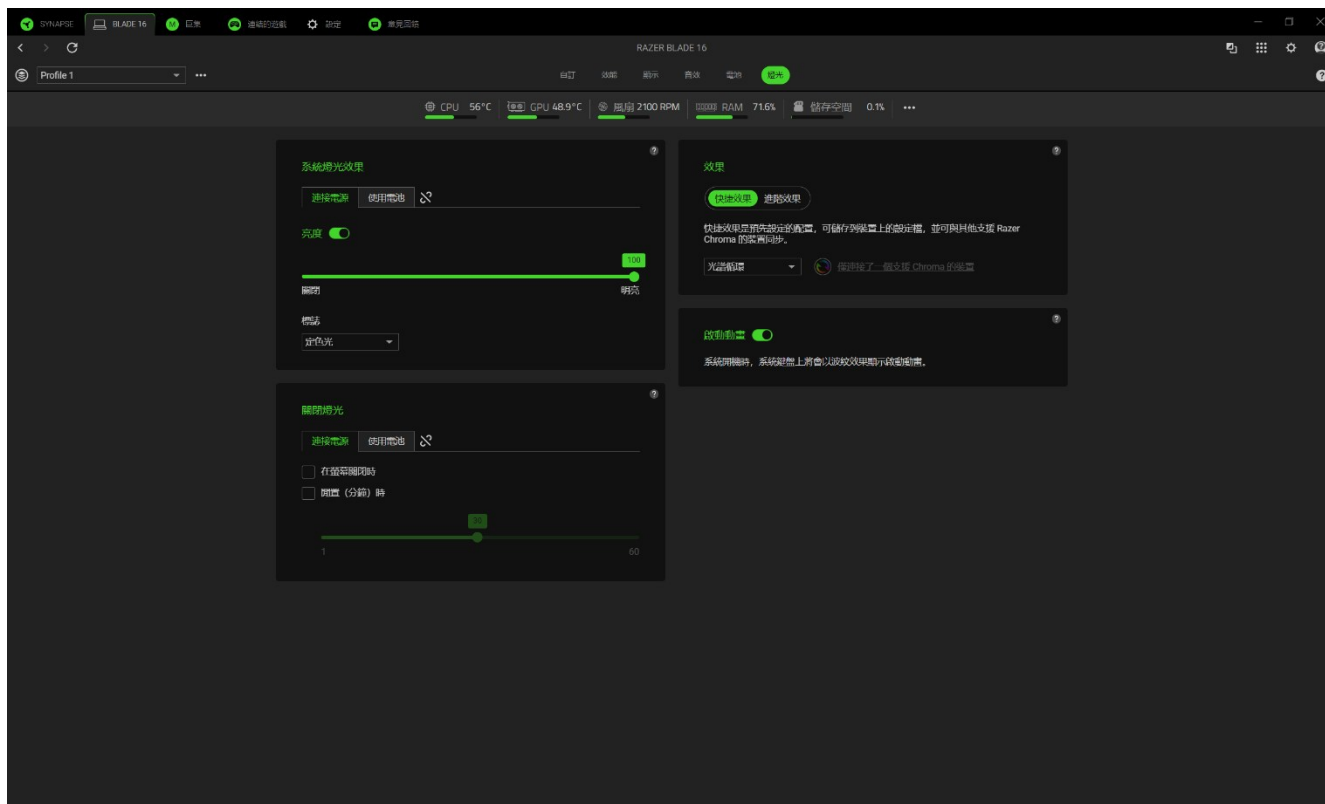 SYNAPSE
BLADE 16
巨集
連結的遊戲
設定
意見回饋
RAZER BLADE 16
Profile 1
自訂
效能
顯示
音效
電池
燈光
CPU 56°C
GPU 48.9°C
風扇 2100 RPM
RAM 71.6%
儲存空間 0.1%
系統燈光效果
連接電源
使用電池
亮度
100
關閉
明亮
標誌
定色光
關閉燈光
連接電源
使用電池
在螢幕關閉時
閒置（分鐘）時
30
1
60
效果
快捷效果
進階效果
快捷效果是預先設定的配置，可儲存到裝置上的設定檔，並可與其他支援 Razer
Chroma 的裝置同步。
光譜循環
僅連接了一個支援 Chroma 的裝置
啟動動畫
系統開機時，系統鍵盤上將會以波紋效果顯示啟動動畫。